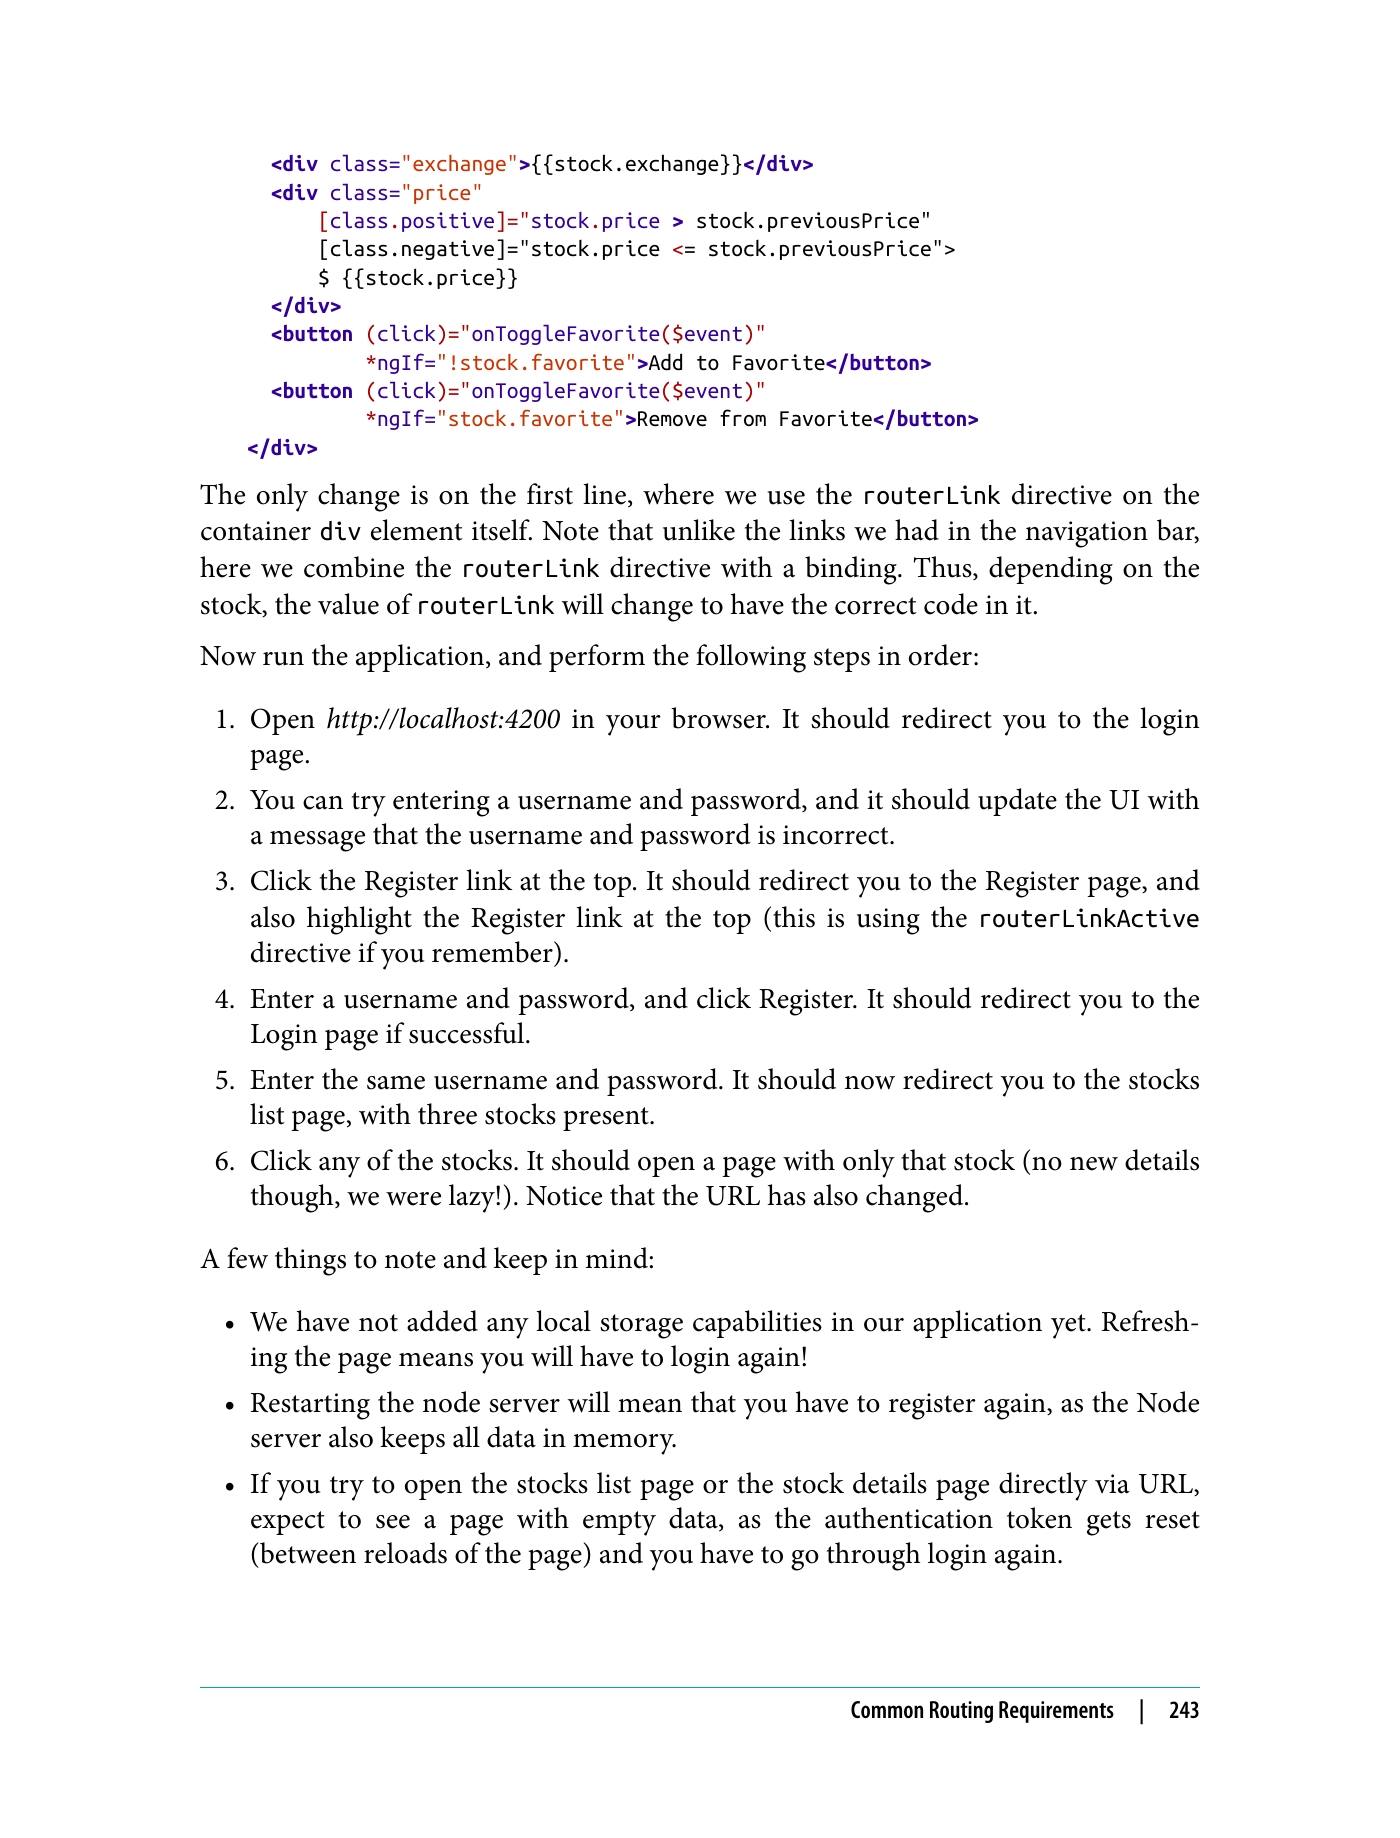 <div class="exchange">{{stock.exchange}}</div>
<div class="price"
[class.positive]="stock.price > stock.previousPrice"
[class.negative]="stock.price <= stock.previousPrice">
$ {{stock.price}}
</div>
<button (click)="onToggleFavorite($event)"
*ngIf="!stock.favorite">Add to Favorite</button>
<button (click)="onToggleFavorite($event)"
*ngIf="stock.favorite">Remove from Favorite</button>
</div>
The only change is on the first line, where we use the routerLink directive on the
container div element itself. Note that unlike the links we had in the navigation bar,
here we combine the routerLink directive with a binding. Thus, depending on the
stock, the value of routerLink will change to have the correct code in it.
Now run the application, and perform the following steps in order:
1. Open http://localhost:4200 in your browser. It should redirect you to the login
page.
2. You can try entering a username and password, and it should update the UI with
a message that the username and password is incorrect.
3. Click the Register link at the top. It should redirect you to the Register page, and
also highlight the Register link at the top (this is using the routerLinkActive
directive if you remember).
4. Enter a username and password, and click Register. It should redirect you to the
Login page if successful.
5. Enter the same username and password. It should now redirect you to the stocks
list page, with three stocks present.
6. Click any of the stocks. It should open a page with only that stock (no new details
though, we were lazy!). Notice that the URL has also changed.
A few things to note and keep in mind:
• We have not added any local storage capabilities in our application yet. Refresh-
ing the page means you will have to login again!
• Restarting the node server will mean that you have to register again, as the Node
server also keeps all data in memory.
• If you try to open the stocks list page or the stock details page directly via URL,
expect to see a page with empty data, as the authentication token gets reset
(between reloads of the page) and you have to go through login again.
Common Routing Requirements | 243